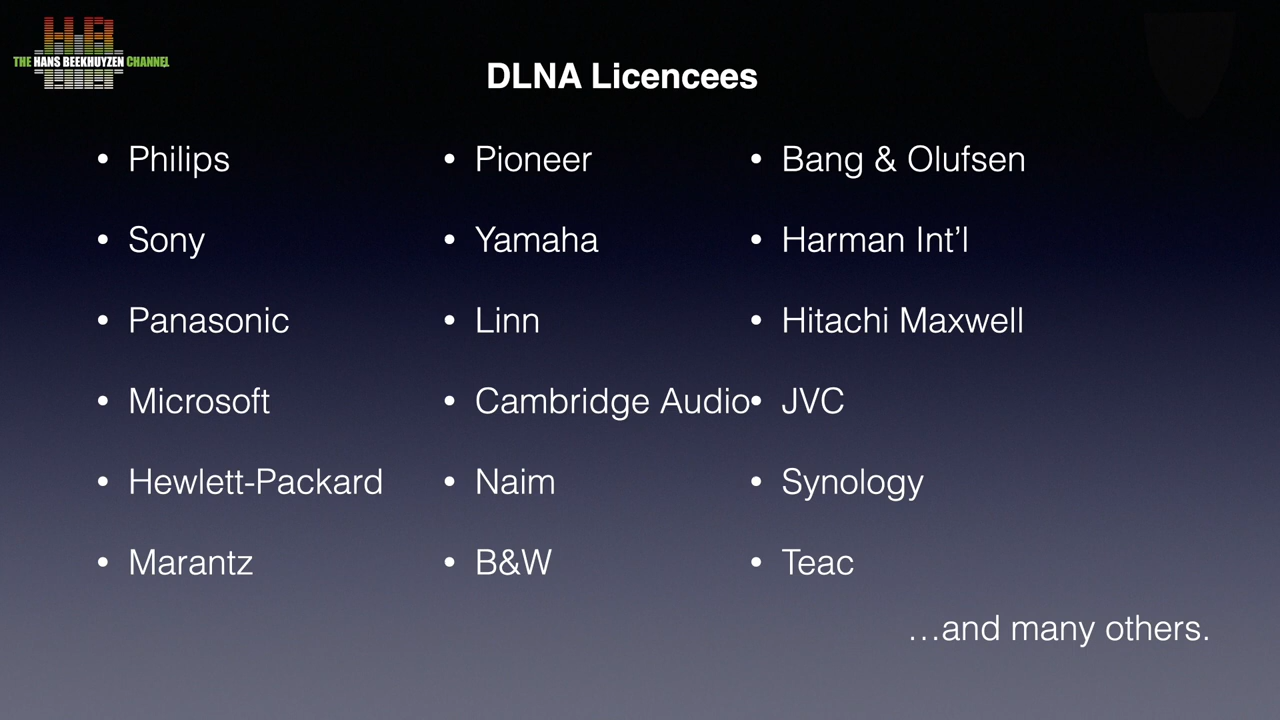 THE HANS BEEKHUYZEN CHANNEL
DLNA Licencees
• Philips
• Sony
• Panasonic
• Microsoft
• Hewlett-Packard
• Marantz
• Pioneer
• Yamaha
• Linn
• Cambridge Audio
• Naim
• B&W
• Bang & Olufsen
• Harman Int’l
• Hitachi Maxwell
• JVC
• Synology
• Teac
…and many others.